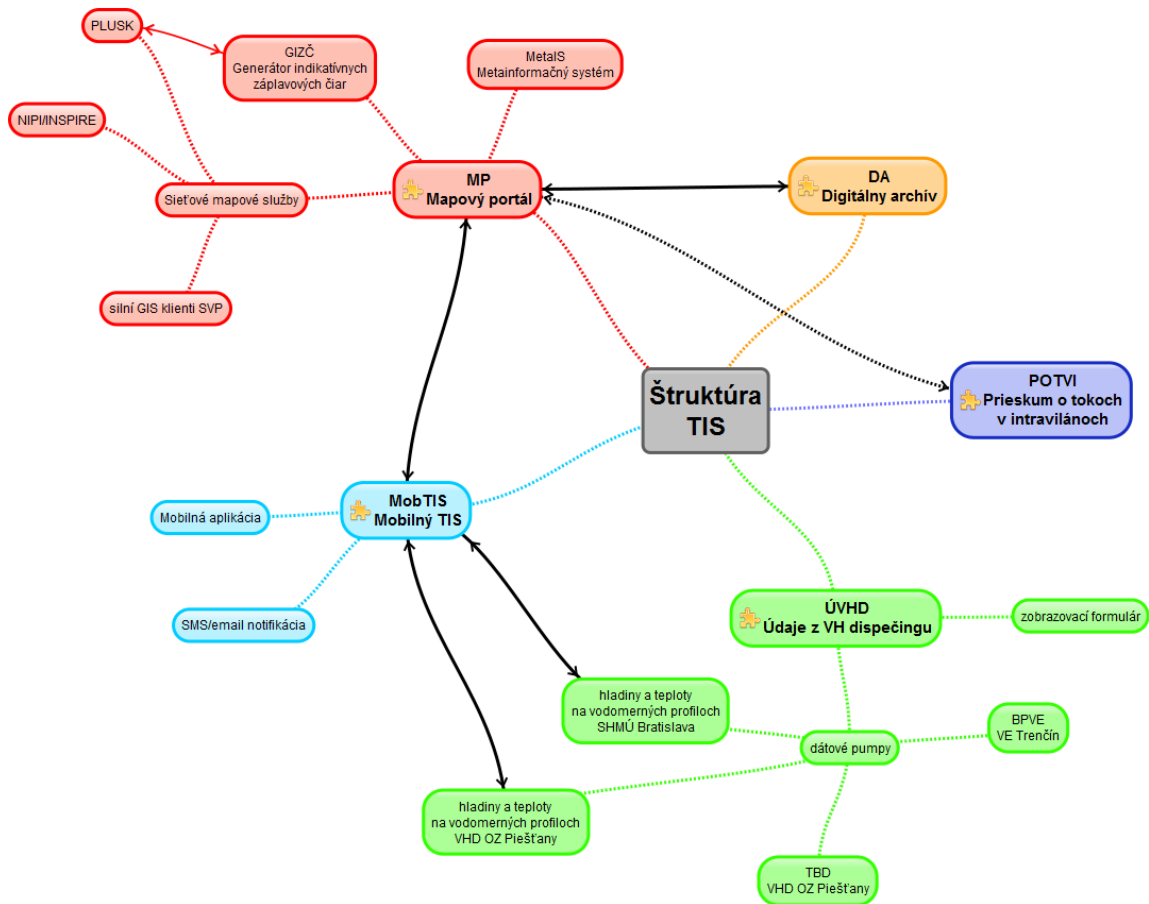 PLUSK
GIZČ
Generátor indikatívnych
záplavových čiar
MetaIS
Metainformačný systém
NIPI/INSPIRE
Sieťové mapové služby
MP
Mapový portál
DA
Digitálny archív
silní GIS klienti SVP
Štruktúra
TIS
POTVI
Prieskum o tokoch
v intravilánoch
MobTIS
Mobilný TIS
Mobilná aplikácia
SMS/email notifikácia
ÚVHD
Údaje z VH dispečingu
zobrazovací formulár
hladiny a teploty
na vodomerných profiloch
SHMÚ Bratislava
BPVE
VE Trenčín
dátové pumpy
hladiny a teploty
na vodomerných profiloch
VHD OZ Piešťany
TBD
VHD OZ Piešťany